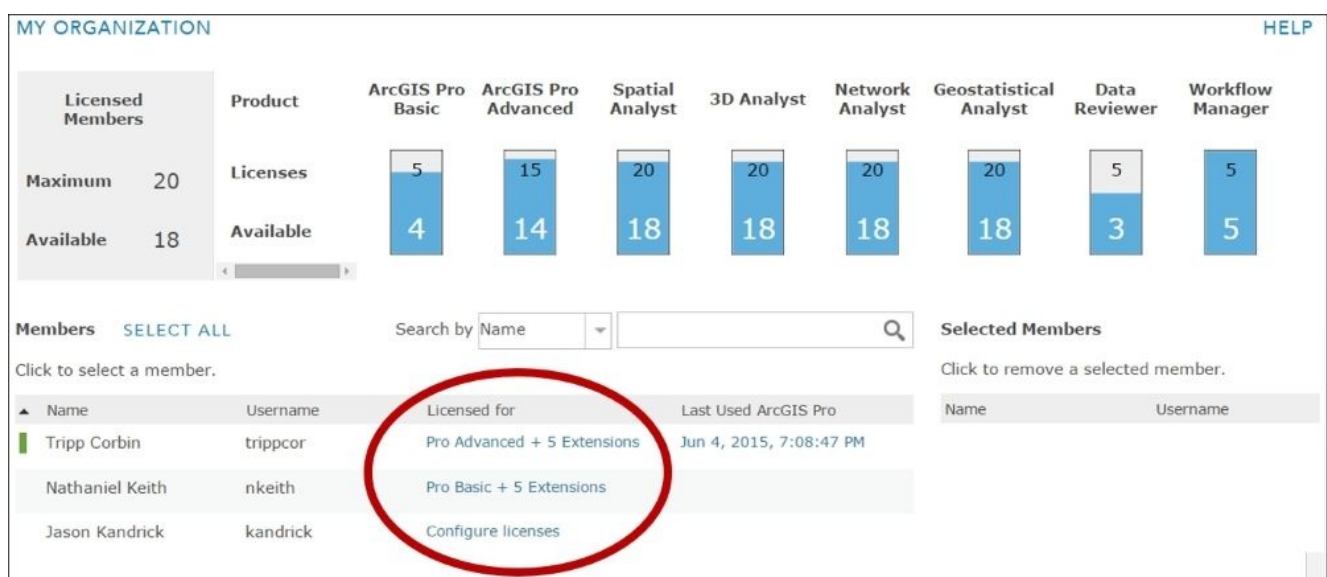 MY ORGANIZATION
HELP
Licensed Members
Maximum 20
Available 18
Product
Licenses
Available
ArcGIS Pro Basic
5
4
ArcGIS Pro Advanced
15
14
Spatial Analyst
20
18
3D Analyst
20
18
Network Analyst
20
18
Geostatistical Analyst
20
18
Data Reviewer
5
3
Workflow Manager
5
5
Members SELECT ALL
Search by Name
Click to select a member.
Name Username Licensed for Last Used ArcGIS Pro
Tripp Corbin trippcor Pro Advanced + 5 Extensions Jun 4, 2015, 7:08:47 PM
Nathaniel Keith nkeith Pro Basic + 5 Extensions
Jason Kandrick kandrick Configure licenses
Selected Members
Click to remove a selected member.
Name Username